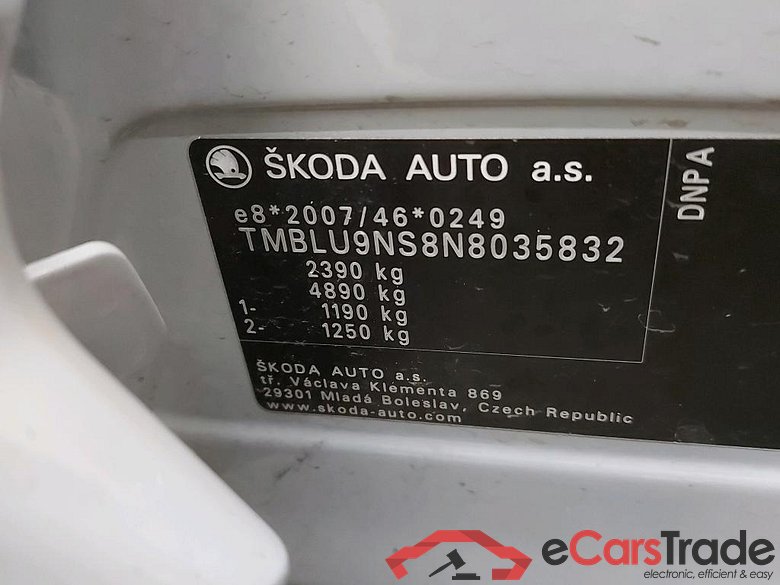 ŠKODA AUTO a.s.
e8*2007/46*0249
TMBLU9NS8N8035832
2390 kg
4890 kg
1- 1190 kg
2- 1250 kg
ŠKODA AUTO a.s.
tř. Václava Klementa 869
29301 Mladá Boleslav, Czech Republic
www.skoda-auto.com
DNPA
eCarsTrade
electronic, efficient & easy